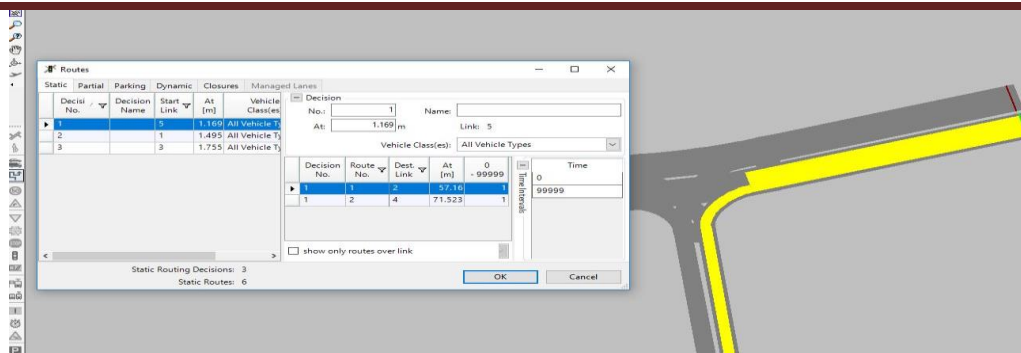 Routes
Static Partial Parking Dynamic Closures Managed Lanes
Decisi No. Decision Name Start Link At [m] Vehicle Class(es
1 5 1.169 All Vehicle Ty
2 1 1.495 All Vehicle Ty
3 3 1.755 All Vehicle Ty
Static Routing Decisions: 3
Static Routes: 6
Decision
No.: 1 Name:
At: 1.169 m Link: 5
Vehicle Class(es): All Vehicle Types
Decision No. Route No. Dest. Link At [m] 0 - 99999
1 1 2 57.16 1
1 2 4 71.523 1
Time Intervals
Time
0
99999
show only routes over link
OK Cancel